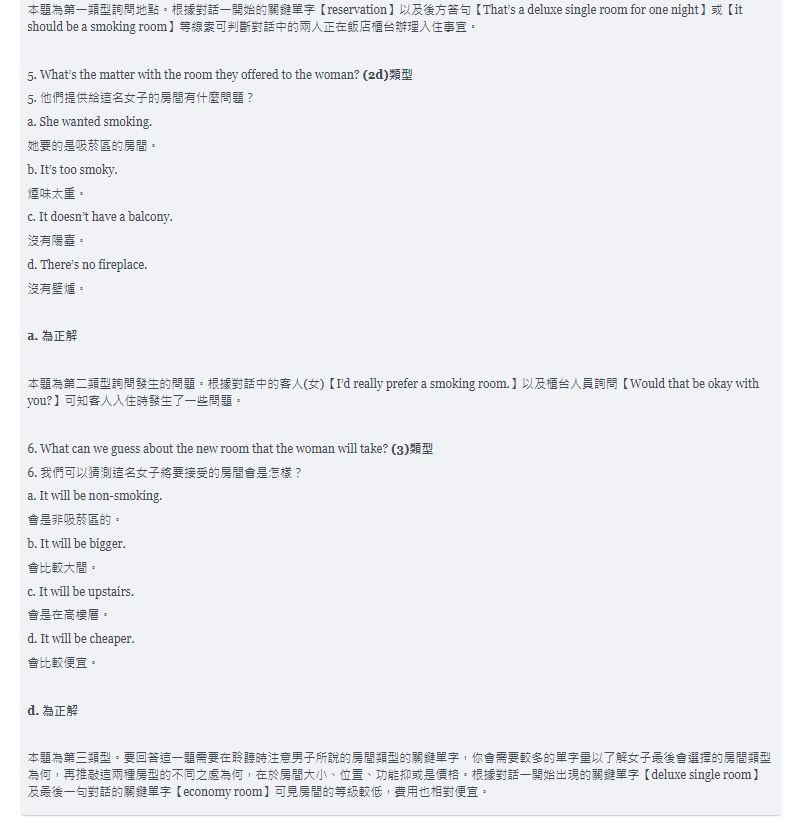 本題為第一類型詢問地點。根據對話一開始的關鍵單字【reservation】以及後方答句【That’s a deluxe single room for one night】或【it
should be a smoking room】等線索可判斷對話中的兩人正在飯店櫃台辦理入住事宜。
5. What’s the matter with the room they offered to the woman? (2d)類型
5. 他們提供給這名女子的房間有什麼問題？
a. She wanted smoking.
她要的是吸菸區的房間。
b. It’s too smoky.
煙味太重。
c. It doesn’t have a balcony.
沒有陽臺。
d. There’s no fireplace.
沒有壁爐。
a. 為正解
本題為第二類型詢問發生的問題。根據對話中的客人(女)【I’d really prefer a smoking room.】以及櫃台人員詢問【Would that be okay with
you?】可知客人入住時發生了一些問題。
6. What can we guess about the new room that the woman will take? (3)類型
6. 我們可以猜測這名女子將要接受的房間會是怎樣？
a. It will be non-smoking.
會是非吸菸區的。
b. It will be bigger.
會比較大間。
c. It will be upstairs.
會是在高樓層。
d. It will be cheaper.
會比較便宜。
d. 為正解
本題為第三類型。要回答這一題需要在聆聽時注意男子所說的房間類型的關鍵單字，你會需要較多的單字量以了解女子最後會選擇的房間類型
為何，再推敲這兩種房型的不同之處為何，在於房間大小、位置、功能抑或是價格。根據對話一開始出現的關鍵單字【deluxe single room】
及最後一句對話的關鍵單字【economy room】可見房間的等級較低，費用也相對便宜。